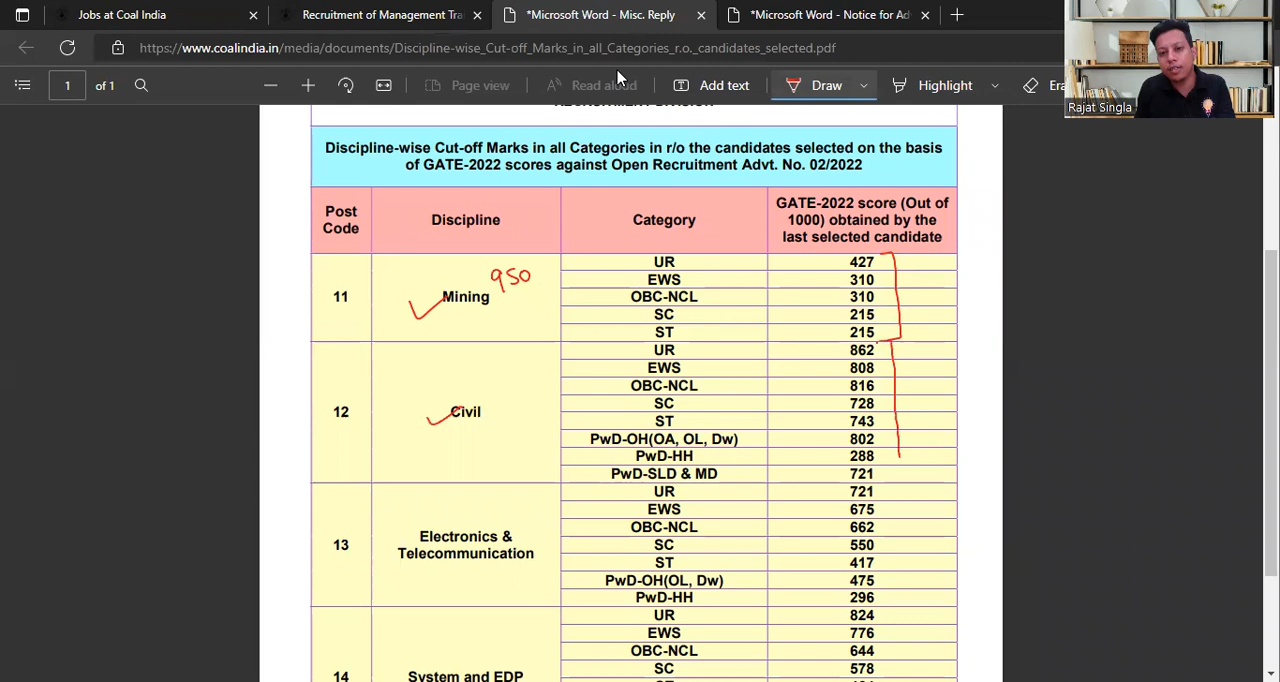 Jobs at Coal India
Recruitment of Management Tra
*Microsoft Word - Misc. Reply
*Microsoft Word - Notice for Ad
https://www.coalindia.in/media/documents/Discipline-wise_Cut-off_Marks_in_all_Categories_r.o._candidates_selected.pdf
1 of 1
Page view
Read aloud
Add text
Draw
Highlight
Era
Rajat Singla
Discipline-wise Cut-off Marks in all Categories in r/o the candidates selected on the basis
of GATE-2022 scores against Open Recruitment Advt. No. 02/2022
Post Code Discipline Category GATE-2022 score (Out of 1000) obtained by the last selected candidate
11 Mining 950
UR 427
EWS 310
OBC-NCL 310
SC 215
ST 215
12 Civil
UR 862
EWS 808
OBC-NCL 816
SC 728
ST 743
PwD-OH(OA, OL, Dw) 802
PwD-HH 288
PwD-SLD & MD 721
13 Electronics & Telecommunication
UR 721
EWS 675
OBC-NCL 662
SC 550
ST 417
PwD-OH(OL, Dw) 475
PwD-HH 296
14 System and EDP
UR 824
EWS 776
OBC-NCL 644
SC 578